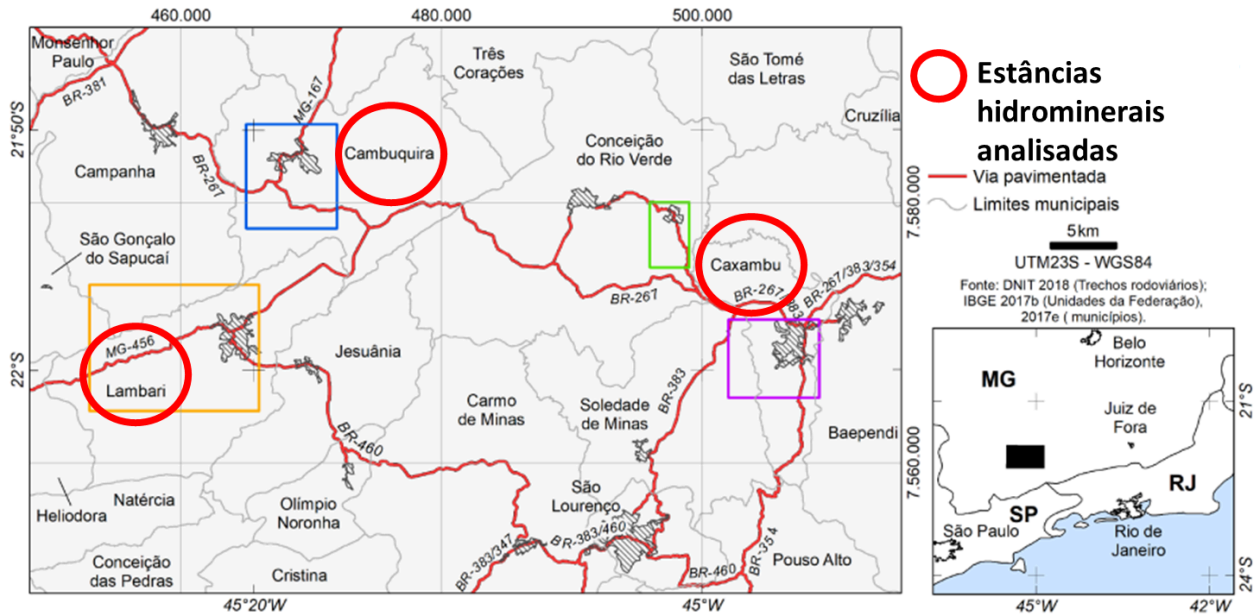 460.000
480.000
500.000
Monsenhor
Paulo
BR-381
MG-167
Três
Corações
São Tomé
das Letras
Cruzília
21°50'S
Campanha
BR-267
Cambuquira
Conceição
do Rio Verde
7.580.000
São Gonçalo
do Sapucaí
Caxambu
BR-267/383/354
BR-267
BR-267/383
MG-456
Lambari
22°S
Jesuânia
Carmo
de Minas
Soledade
de Minas
BR-383
Baependi
BR-460
7.560.000
Natércia
Heliodora
Olímpio
Noronha
São
Lourenço
BR-383/460
BR-383/347
BR-460
BR-354
Pouso Alto
Conceição
das Pedras
Cristina
45°20'W
45°W
Estâncias
hidrominerais
analisadas
Via pavimentada
Limites municipais
5km
UTM23S - WGS84
Fonte: DNIT 2018 (Trechos rodoviários);
IBGE 2017b (Unidades da Federação),
2017e ( municípios).
Belo
Horizonte
MG
Juiz de
Fora
21°S
RJ
SP
São Paulo
Rio de
Janeiro
24°S
45°W
42°W